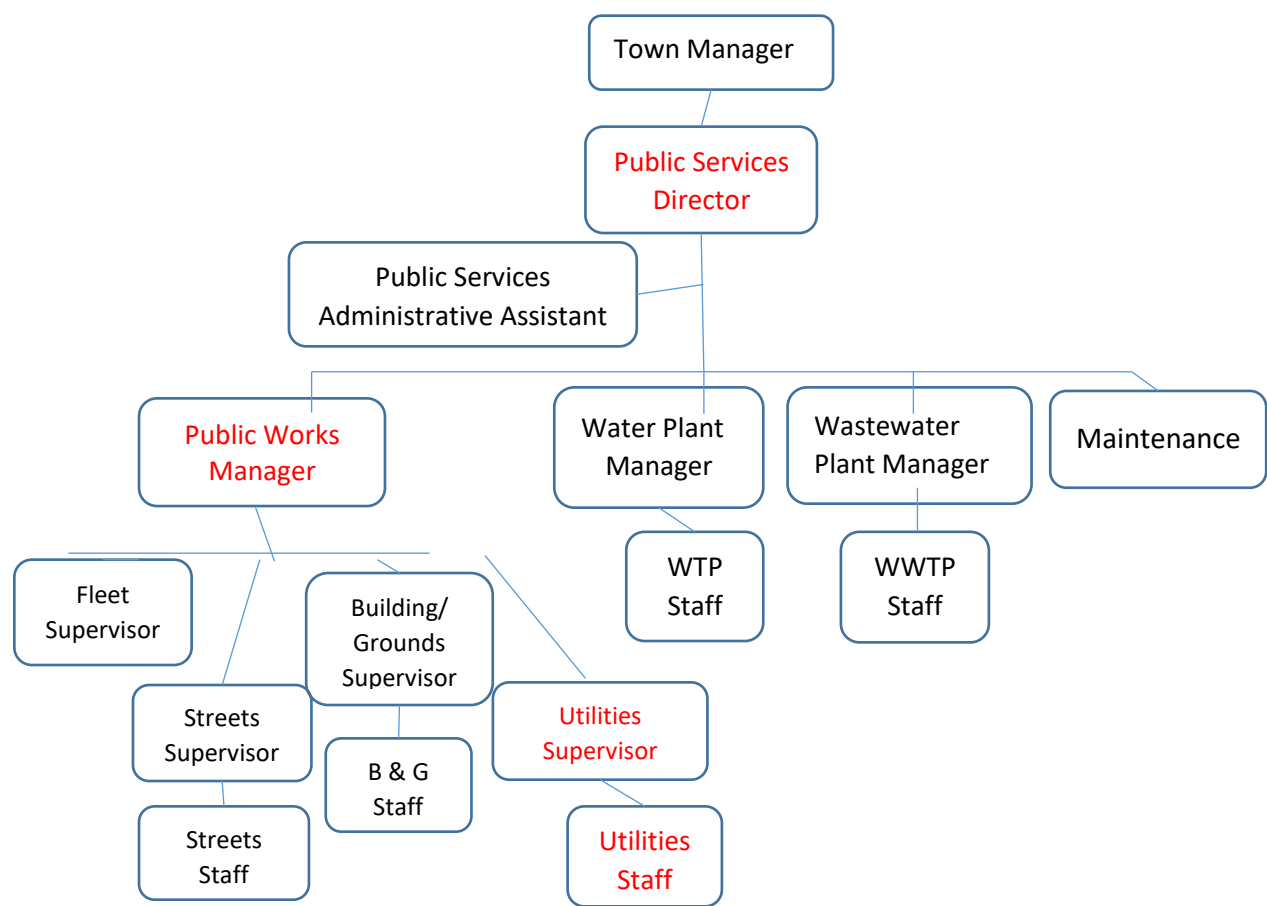 Town Manager
Public Services
Director
Public Services
Administrative Assistant
Public Works
Manager
Water Plant
Manager
Wastewater
Plant Manager
Maintenance
WTP
Staff
WWTP
Staff
Fleet
Supervisor
Building/
Grounds
Supervisor
Streets
Supervisor
Utilities
Supervisor
B & G
Staff
Streets
Staff
Utilities
Staff